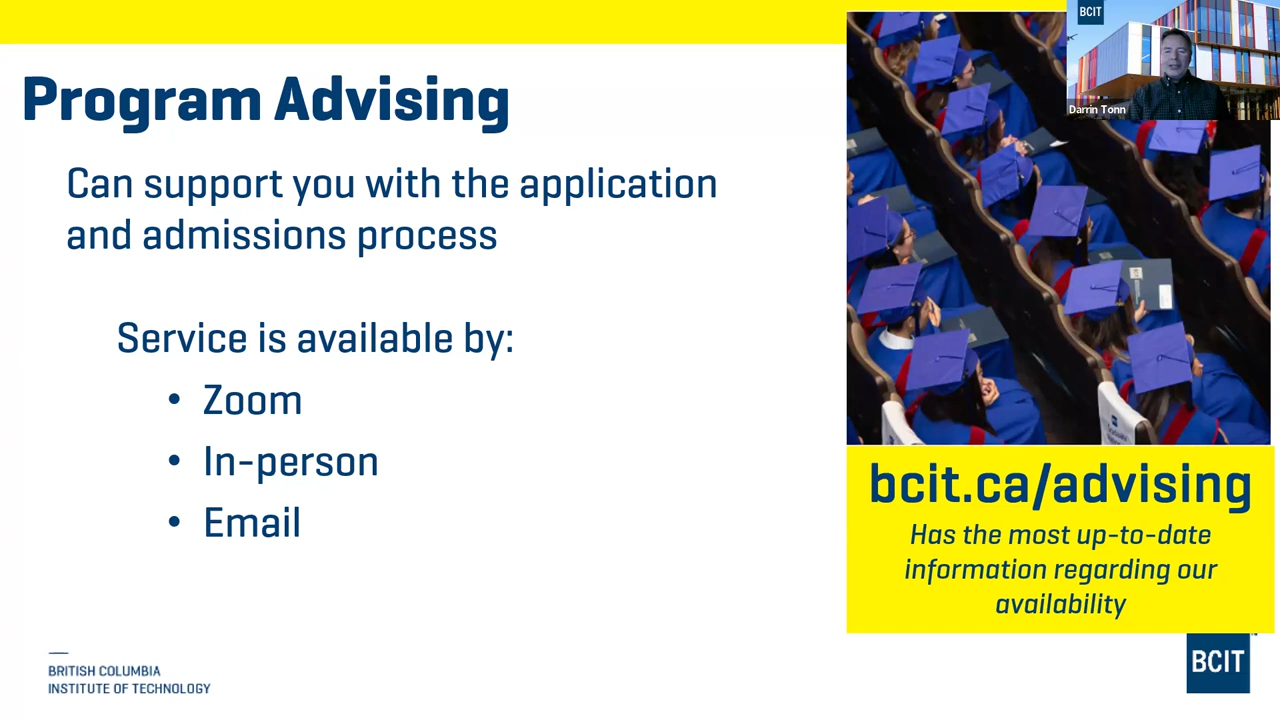 BCIT
Darrin Tonn
Program Advising
Can support you with the application
and admissions process
Service is available by:
• Zoom
• In-person
• Email
bcit.ca/advising
Has the most up-to-date
information regarding our
availability
BRITISH COLUMBIA
INSTITUTE OF TECHNOLOGY
BCIT